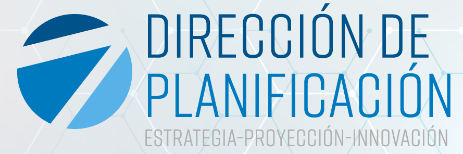 DIRECCIÓN DE
PLANIFICACIÓN
ESTRATEGIA-PROYECCIÓN-INNOVACIÓN